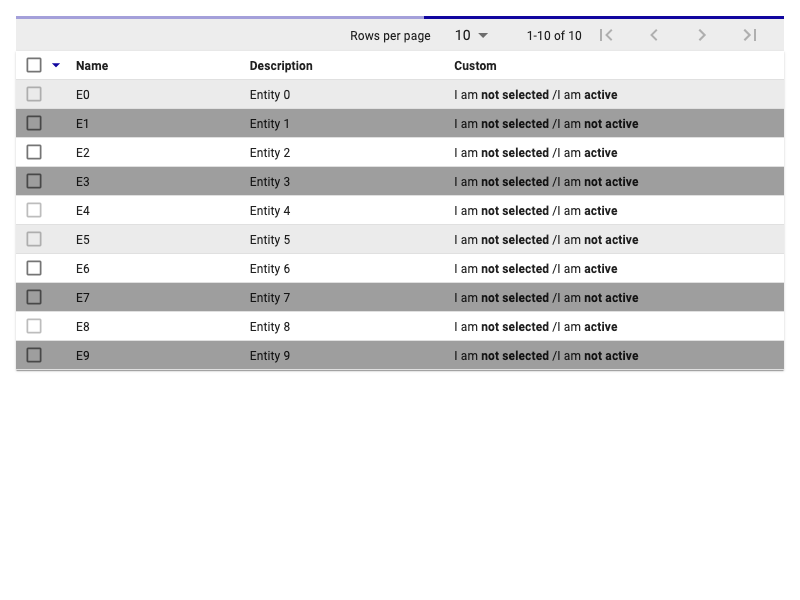 Rows per page 10 1-10 of 10
Name Description Custom
E0 Entity 0 I am not selected /I am active
E1 Entity 1 I am not selected /I am not active
E2 Entity 2 I am not selected /I am active
E3 Entity 3 I am not selected /I am not active
E4 Entity 4 I am not selected /I am active
E5 Entity 5 I am not selected /I am not active
E6 Entity 6 I am not selected /I am active
E7 Entity 7 I am not selected /I am not active
E8 Entity 8 I am not selected /I am active
E9 Entity 9 I am not selected /I am not active